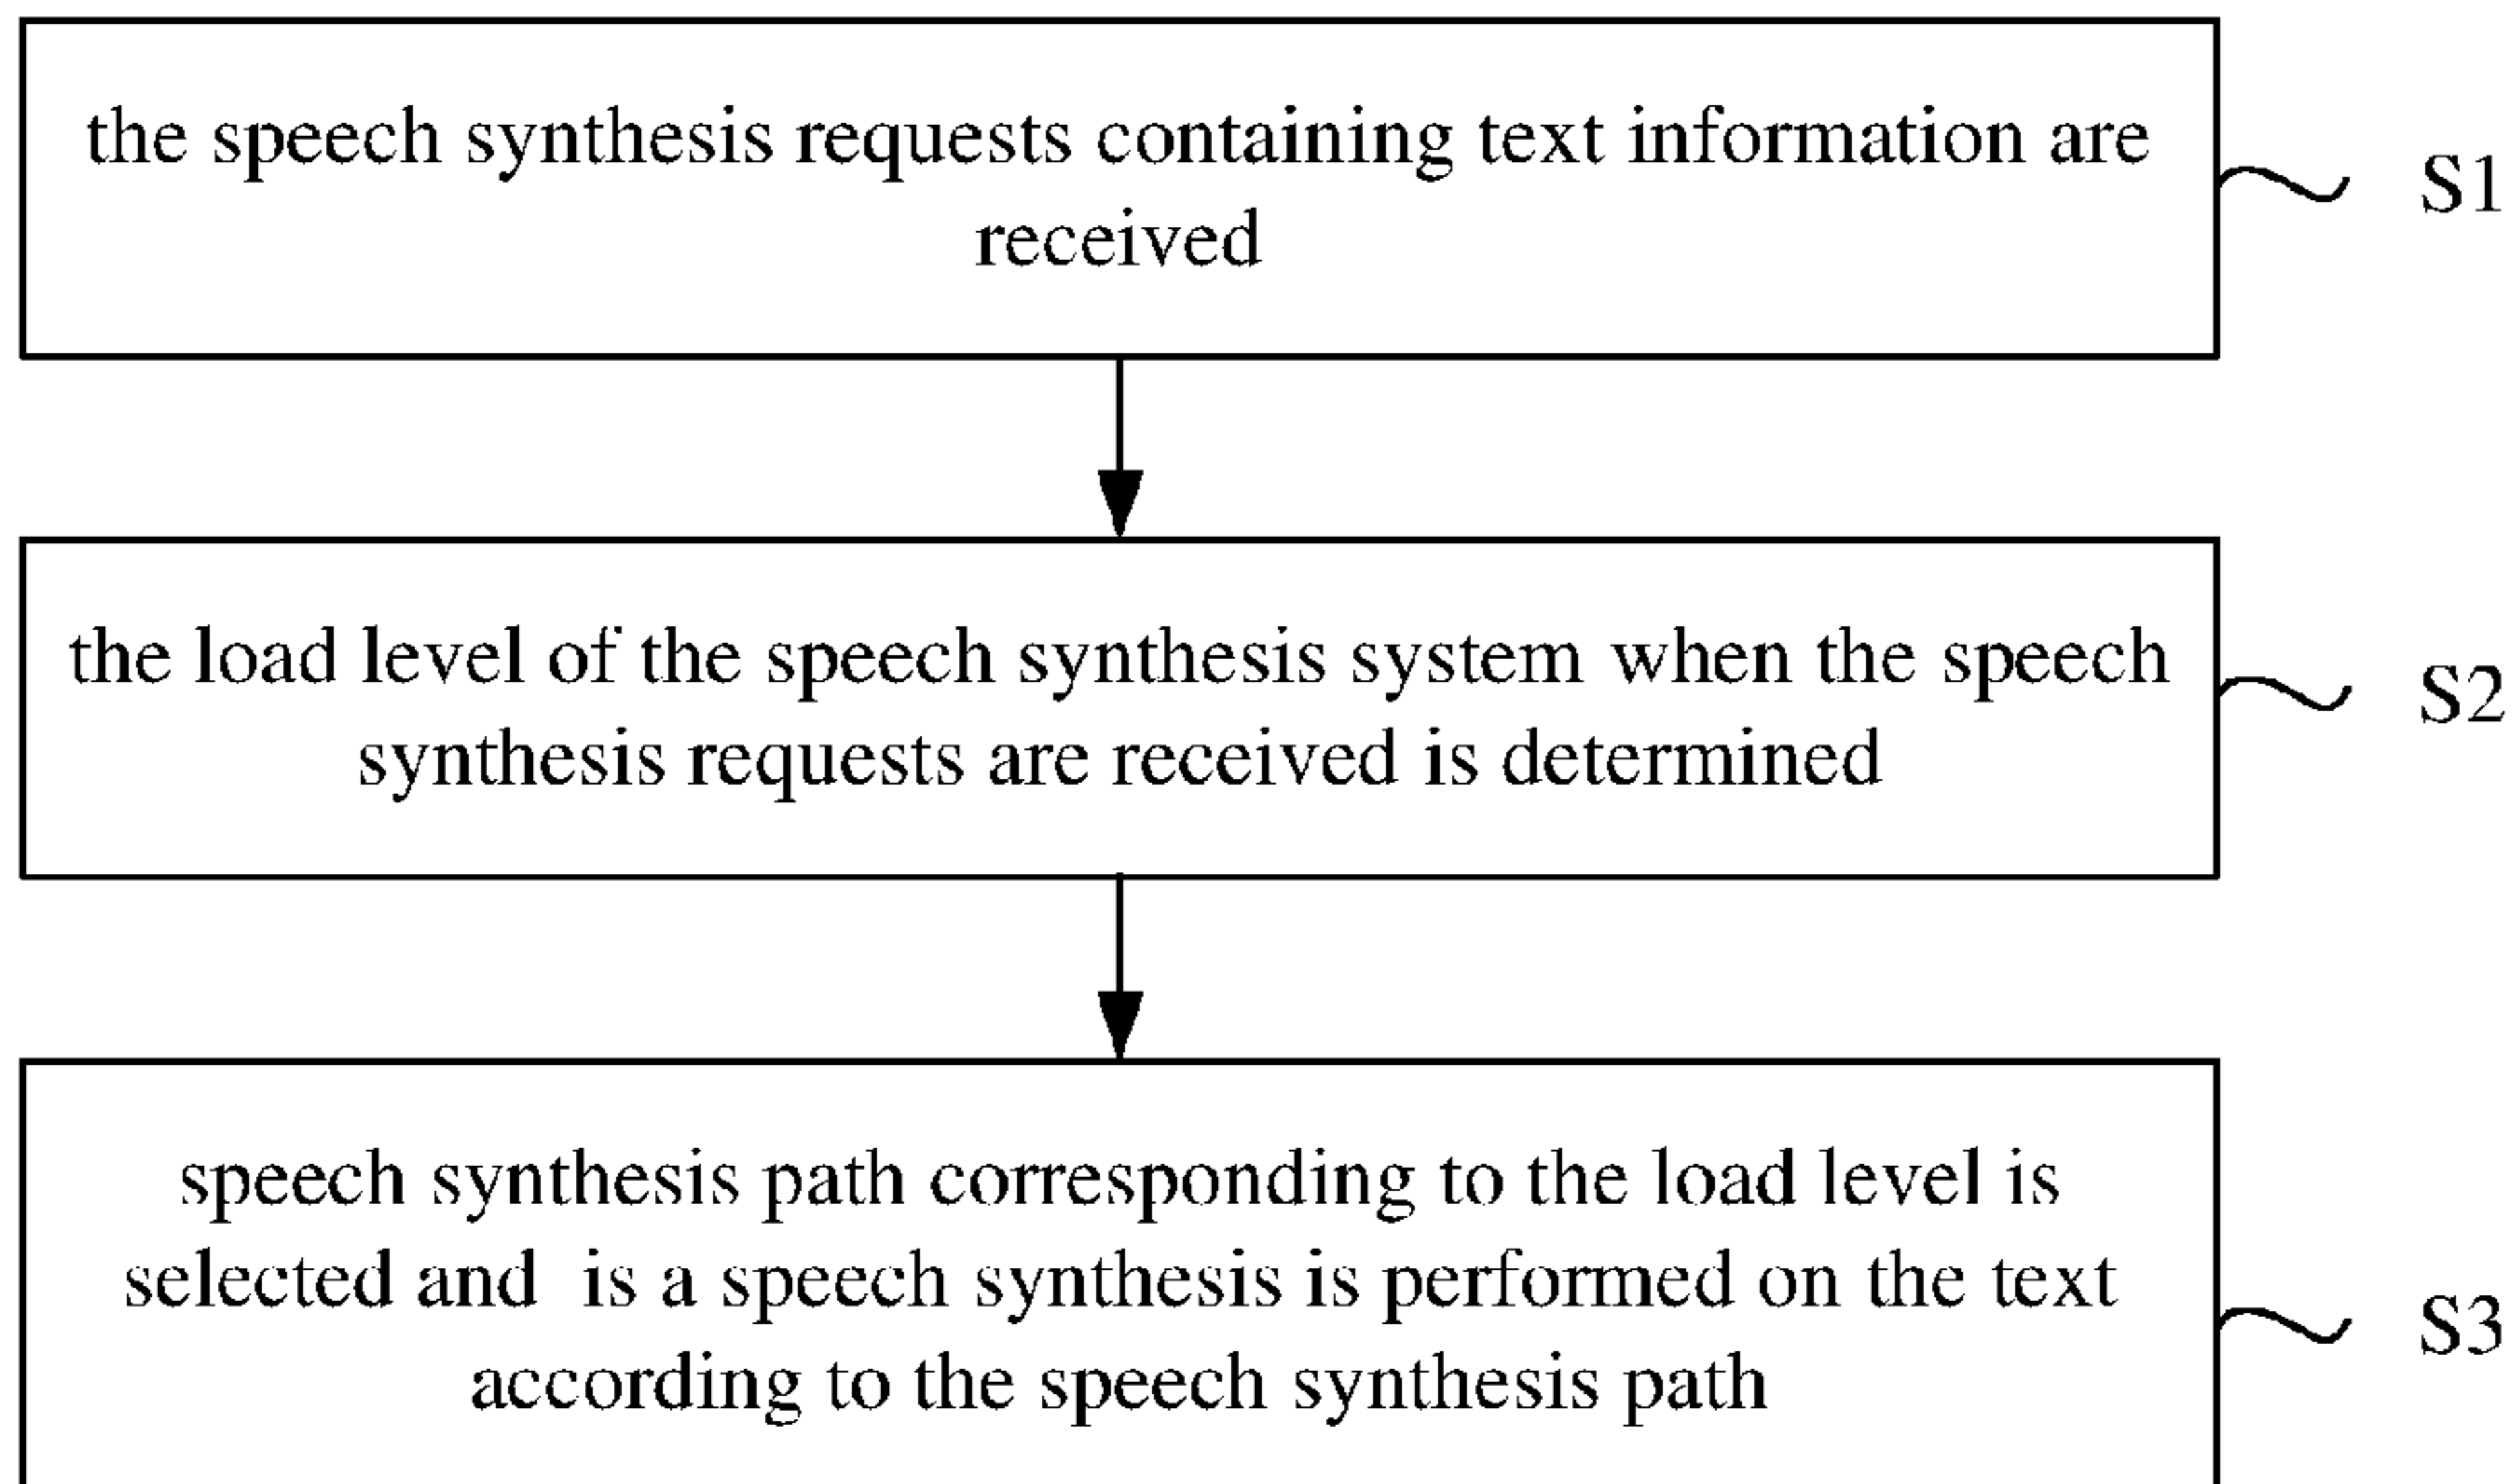 the speech synthesis requests containing text information are
received
S1
the load level of the speech synthesis system when the speech
synthesis requests are received is determined
S2
speech synthesis path corresponding to the load level is
selected and  is a speech synthesis is performed on the text
according to the speech synthesis path
S3